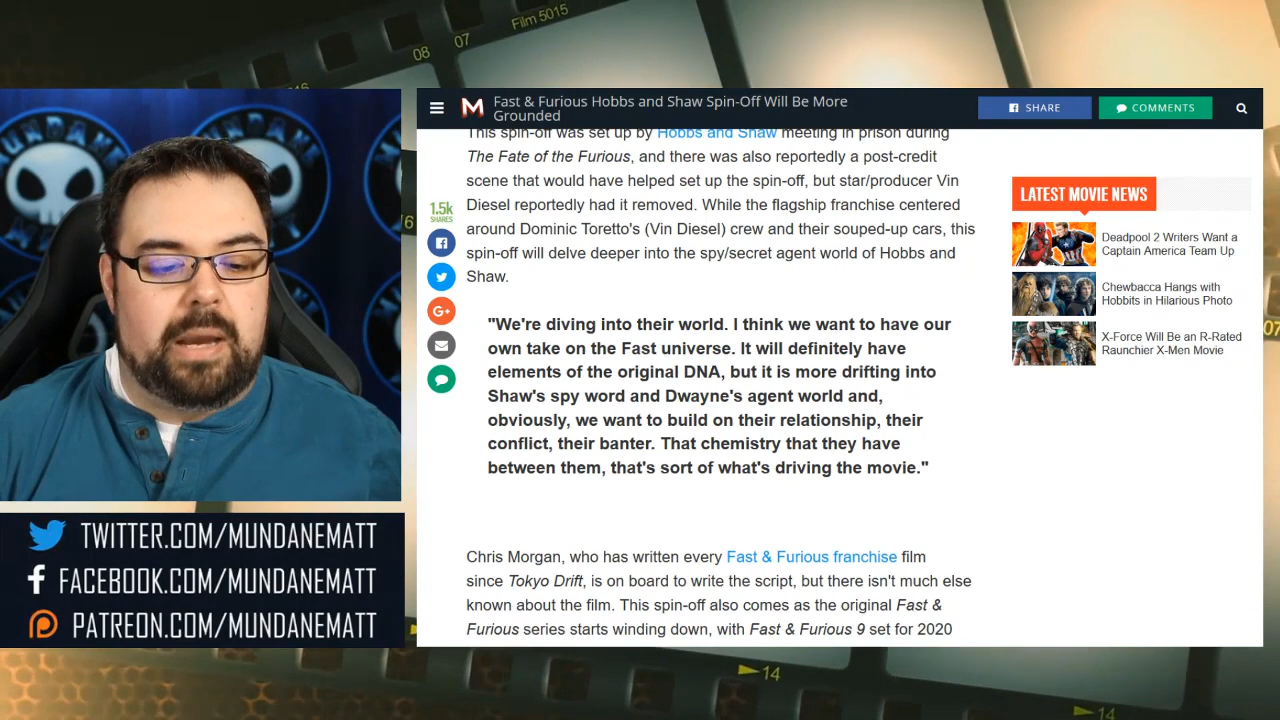 Film 5015
08
07
Fast & Furious Hobbs and Shaw Spin-Off Will Be More
Grounded
SHARE
COMMENTS
This spin-off was set up by Hobbs and Shaw meeting in prison during
The Fate of the Furious, and there was also reportedly a post-credit
scene that would have helped set up the spin-off, but star/producer Vin
Diesel reportedly had it removed. While the flagship franchise centered
around Dominic Toretto's (Vin Diesel) crew and their souped-up cars, this
spin-off will delve deeper into the spy/secret agent world of Hobbs and
Shaw.
1.5k
SHARES
"We're diving into their world. I think we want to have our
own take on the Fast universe. It will definitely have
elements of the original DNA, but it is more drifting into
Shaw's spy word and Dwayne's agent world and,
obviously, we want to build on their relationship, their
conflict, their banter. That chemistry that they have
between them, that's sort of what's driving the movie."
Chris Morgan, who has written every Fast & Furious franchise film
since Tokyo Drift, is on board to write the script, but there isn't much else
known about the film. This spin-off also comes as the original Fast &
Furious series starts winding down, with Fast & Furious 9 set for 2020
LATEST MOVIE NEWS
Deadpool 2 Writers Want a
Captain America Team Up
Chewbacca Hangs with
Hobbits in Hilarious Photo
X-Force Will Be an R-Rated
Raunchier X-Men Movie
MUNDANE
TWITTER.COM/MUNDANEMATT
FACEBOOK.COM/MUNDANEMATT
PATREON.COM/MUNDANEMATT
14
14